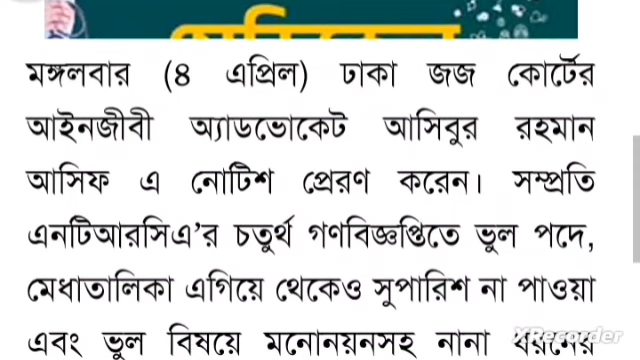 মঙ্গলবার (৪ এপ্রিল) ঢাকা জজ কোর্টের
আইনজীবী অ্যাডভোকেট আসিবুর রহমান
আসিফ এ নোটিশ প্রেরণ করেন। সম্প্রতি
এনটিআরসিএ'র চতুর্থ গণবিজ্ঞপ্তিতে ভুল পদে,
মেধাতালিকা এগিয়ে থেকেও সুপারিশ না পাওয়া
এবং ভুল বিষয়ে মনোনয়নসহ নানা
XRecorder